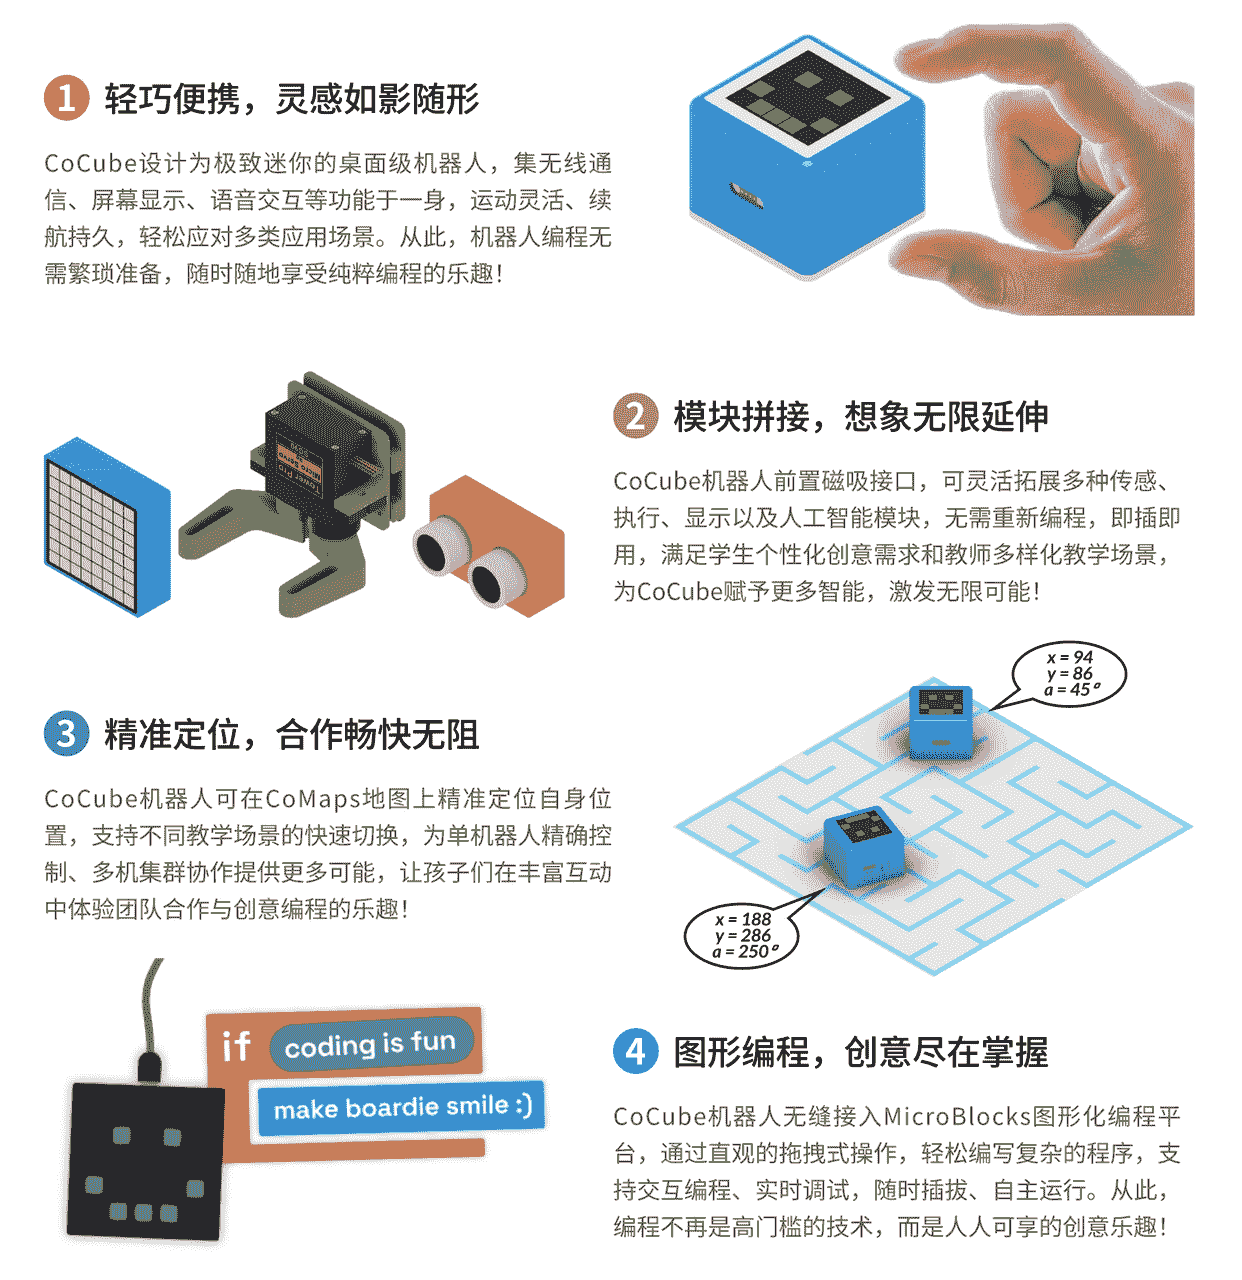 1 轻巧便携，灵感如影随形
CoCube设计为极致迷你的桌面级机器人，集无线通
信、屏幕显示、语音交互等功能于一身，运动灵活、续
航持久，轻松应对多类应用场景。从此，机器人编程无
需繁琐准备，随时随地享受纯粹编程的乐趣！
2 模块拼接，想象无限延伸
CoCube机器人前置磁吸接口，可灵活拓展多种传感、
执行、显示以及人工智能模块，无需重新编程，即插即
用，满足学生个性化创意需求和教师多样化教学场景，
为CoCube赋予更多智能，激发无限可能！
Tower Pro
Micro Servo
3 精准定位，合作畅快无阻
CoCube机器人可在CoMaps地图上精准定位自身位
置，支持不同教学场景的快速切换，为单机器人精确控
制、多机集群协作提供更多可能，让孩子们在丰富互动
中体验团队合作与创意编程的乐趣！
x = 94
y = 86
a = 45°
x = 188
y = 286
a = 250°
if coding is fun
make boardie smile :)
4 图形编程，创意尽在掌握
CoCube机器人无缝接入MicroBlocks图形化编程平
台，通过直观的拖拽式操作，轻松编写复杂的程序，支
持交互编程、实时调试，随时插拔、自主运行。从此，
编程不再是高门槛的技术，而是人人可享的创意乐趣！